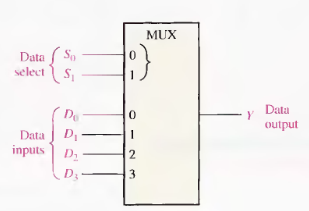 MUX
Data select
S0
0
S1
1
D0
0
Data inputs
D1
1
D2
2
D3
3
Y
Data output